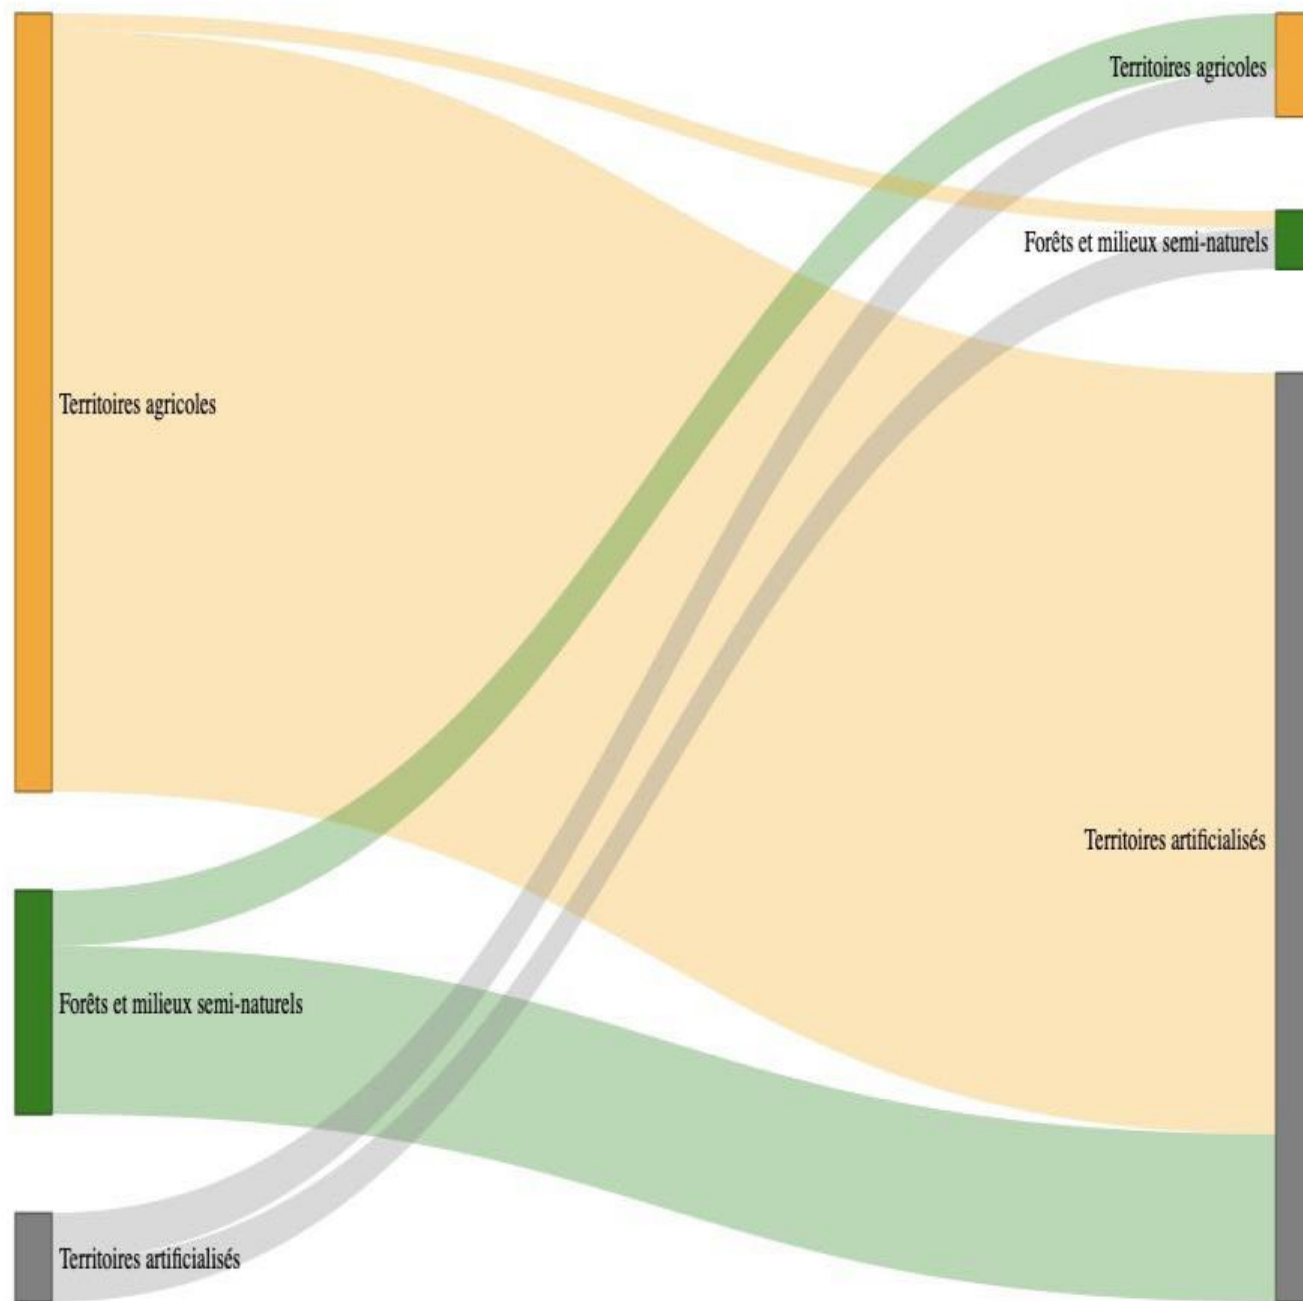 Territoires agricoles
Forêts et milieux semi-naturels
Territoires agricoles
Territoires artificialisés
Forêts et milieux semi-naturels
Territoires artificialisés